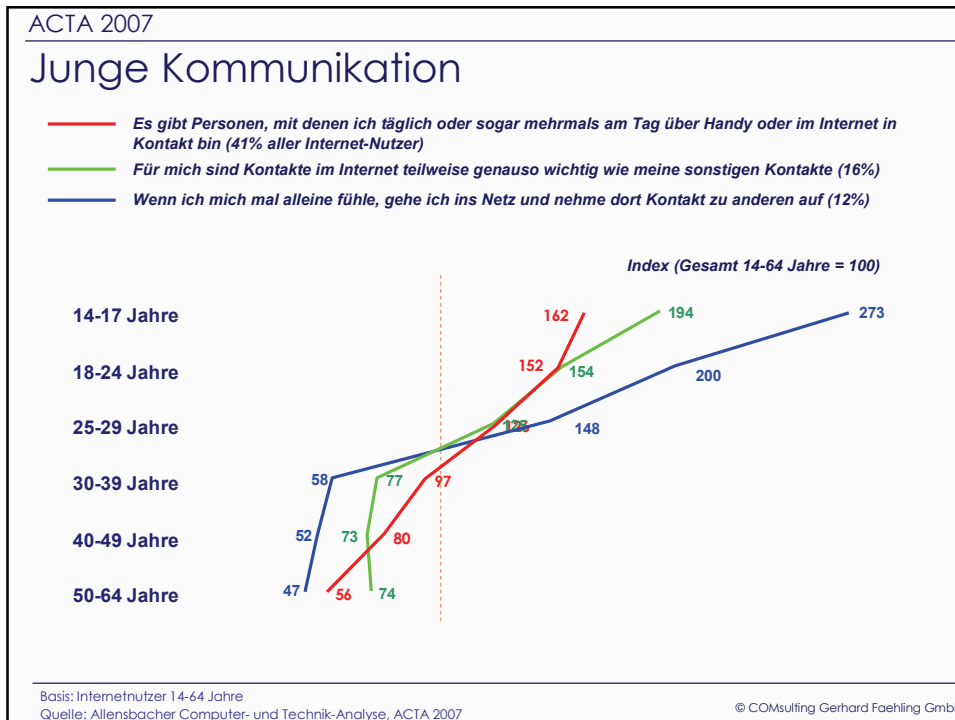 ACTA 2007
Junge Kommunikation
Es gibt Personen, mit denen ich täglich oder sogar mehrmals am Tag über Handy oder im Internet in
Kontakt bin (41% aller Internet-Nutzer)
Für mich sind Kontakte im Internet teilweise genauso wichtig wie meine sonstigen Kontakte (16%)
Wenn ich mich mal alleine fühle, gehe ich ins Netz und nehme dort Kontakt zu anderen auf (12%)
Index (Gesamt 14-64 Jahre = 100)
14-17 Jahre 162 194 273
18-24 Jahre 152 154 200
25-29 Jahre 148
30-39 Jahre 58 77 97
40-49 Jahre 52 73 80
50-64 Jahre 47 56 74
Basis: Internetnutzer 14-64 Jahre
Quelle: Allensbacher Computer- und Technik-Analyse, ACTA 2007
© COMsulting Gerhard Faehling GmbH